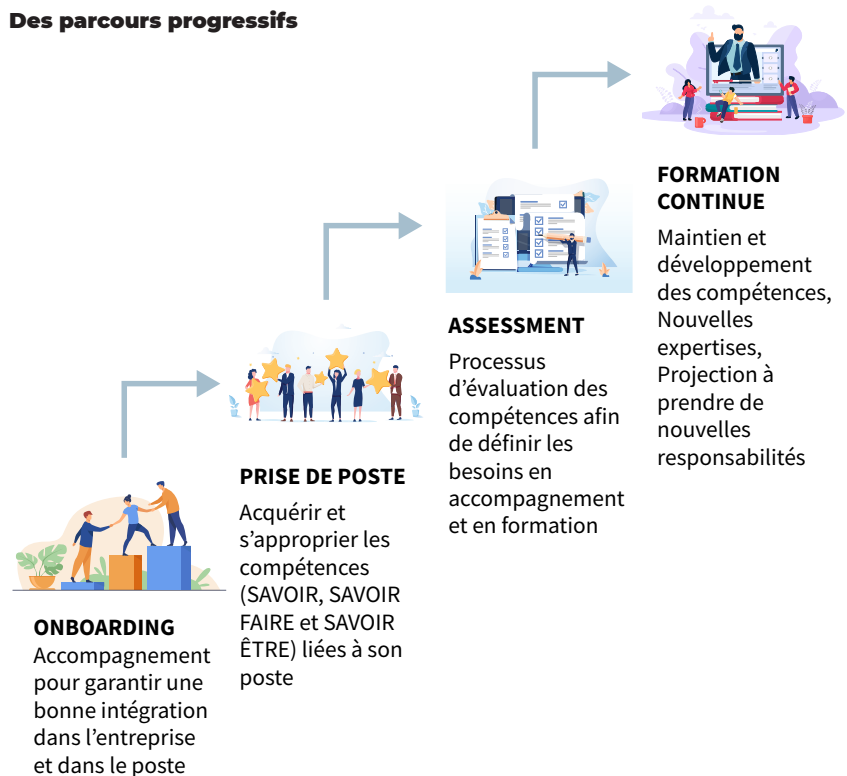 Des parcours progressifs
FORMATION
CONTINUE
Maintien et
développement
des compétences,
Nouvelles
expertises,
Projection à
prendre de
nouvelles
responsabilités
ASSESSMENT
Processus
d’évaluation des
compétences afin
de définir les
besoins en
accompagnement
et en formation
PRISE DE POSTE
Acquérir et
s’approprier les
compétences
(SAVOIR, SAVOIR
FAIRE et SAVOIR
ÊTRE) liées à son
poste
ONBOARDING
Accompagnement
pour garantir une
bonne intégration
dans l’entreprise
et dans le poste